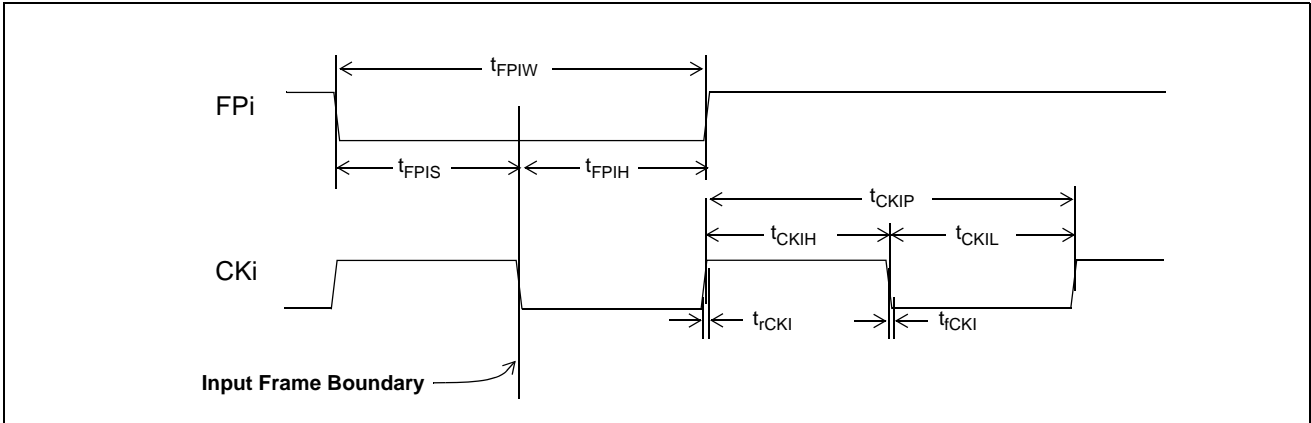 tFPIW
FPi
tFPIS
tFPIH
tCKIP
tCKIH
tCKIL
CKi
trCKI
tfCKI
Input Frame Boundary